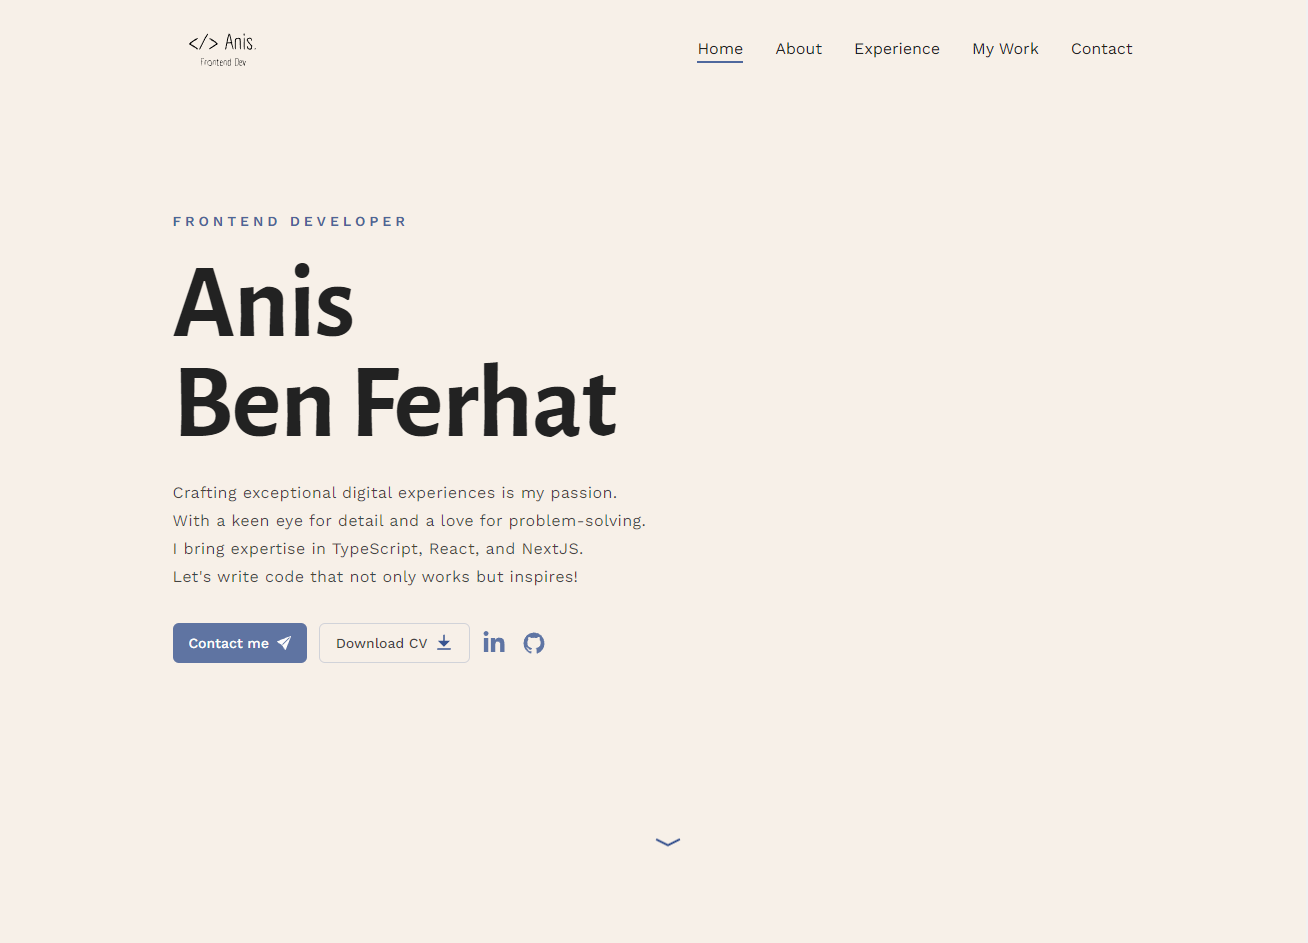 </> Anis.
Frontend Dev
Home About Experience My Work Contact
FRONTEND DEVELOPER
Anis
Ben Ferhat
Crafting exceptional digital experiences is my passion.
With a keen eye for detail and a love for problem-solving.
I bring expertise in TypeScript, React, and NextJS.
Let's write code that not only works but inspires!
Contact me Download CV in